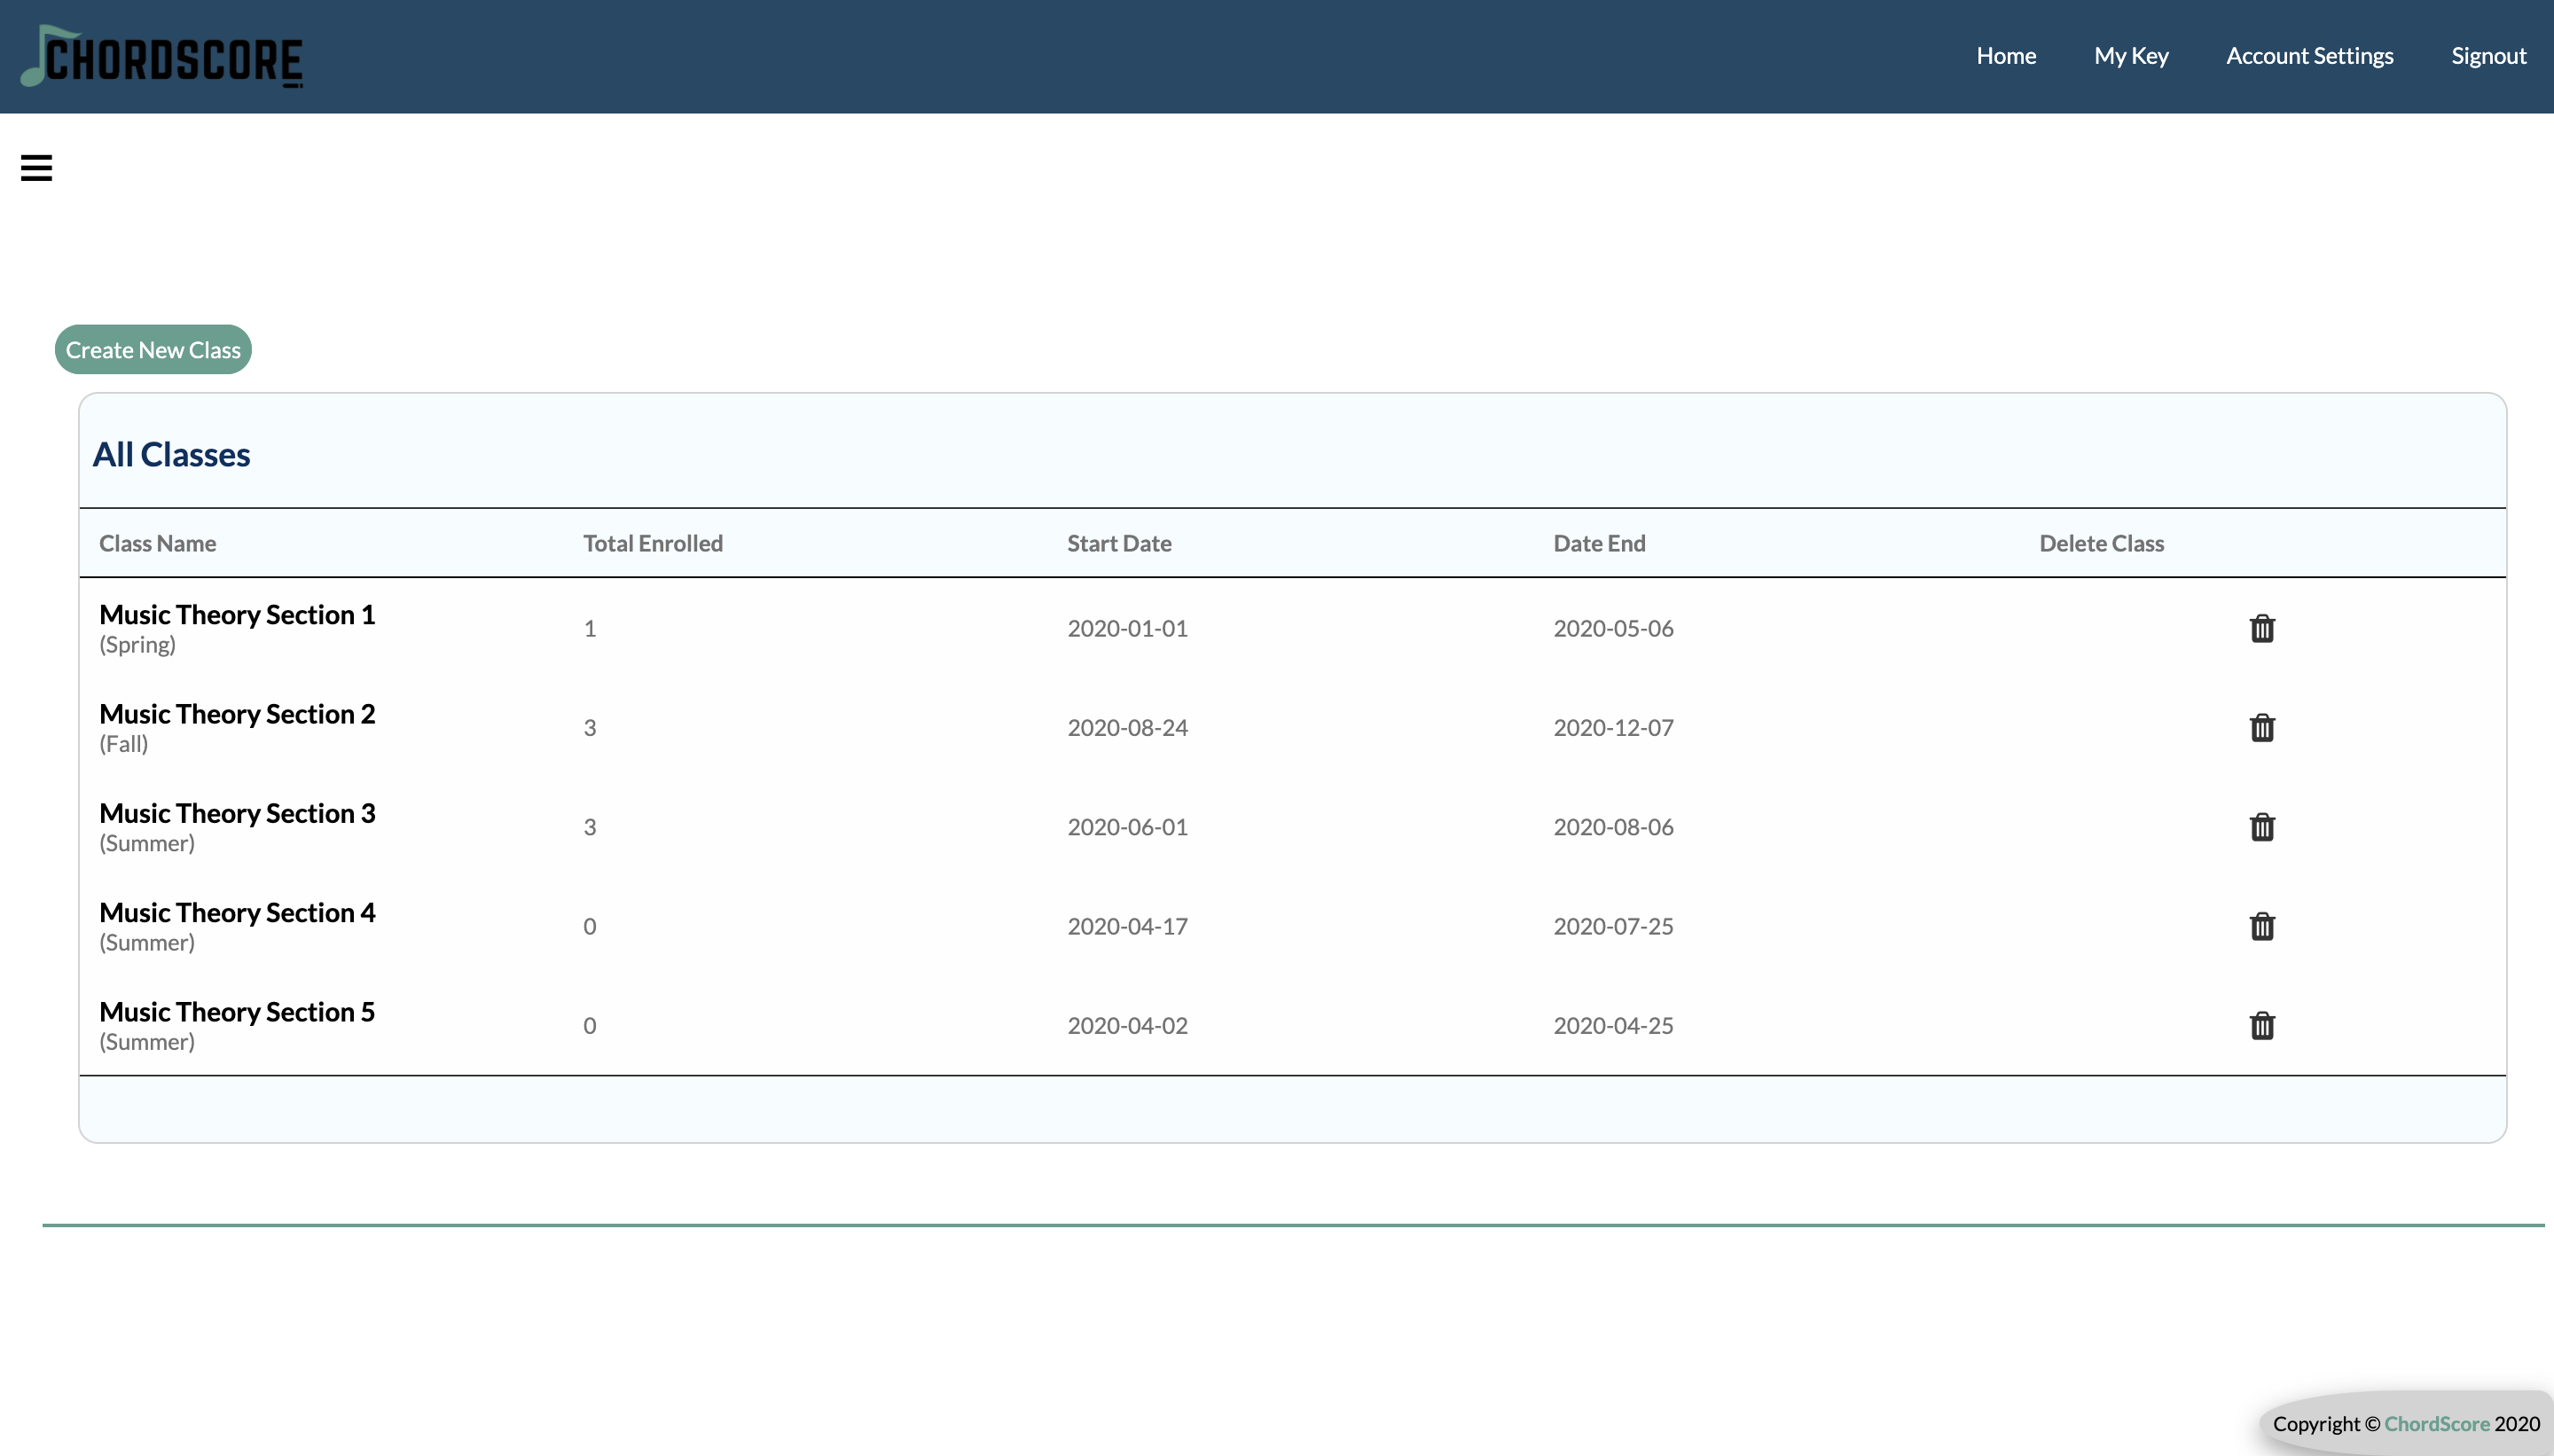 CHORDSCORE
Home My Key Account Settings Signout
Create New Class
All Classes
Class Name Total Enrolled Start Date Date End Delete Class
Music Theory Section 1
(Spring)
1 2020-01-01 2020-05-06
Music Theory Section 2
(Fall)
3 2020-08-24 2020-12-07
Music Theory Section 3
(Summer)
3 2020-06-01 2020-08-06
Music Theory Section 4
(Summer)
0 2020-04-17 2020-07-25
Music Theory Section 5
(Summer)
0 2020-04-02 2020-04-25
Copyright © ChordScore 2020